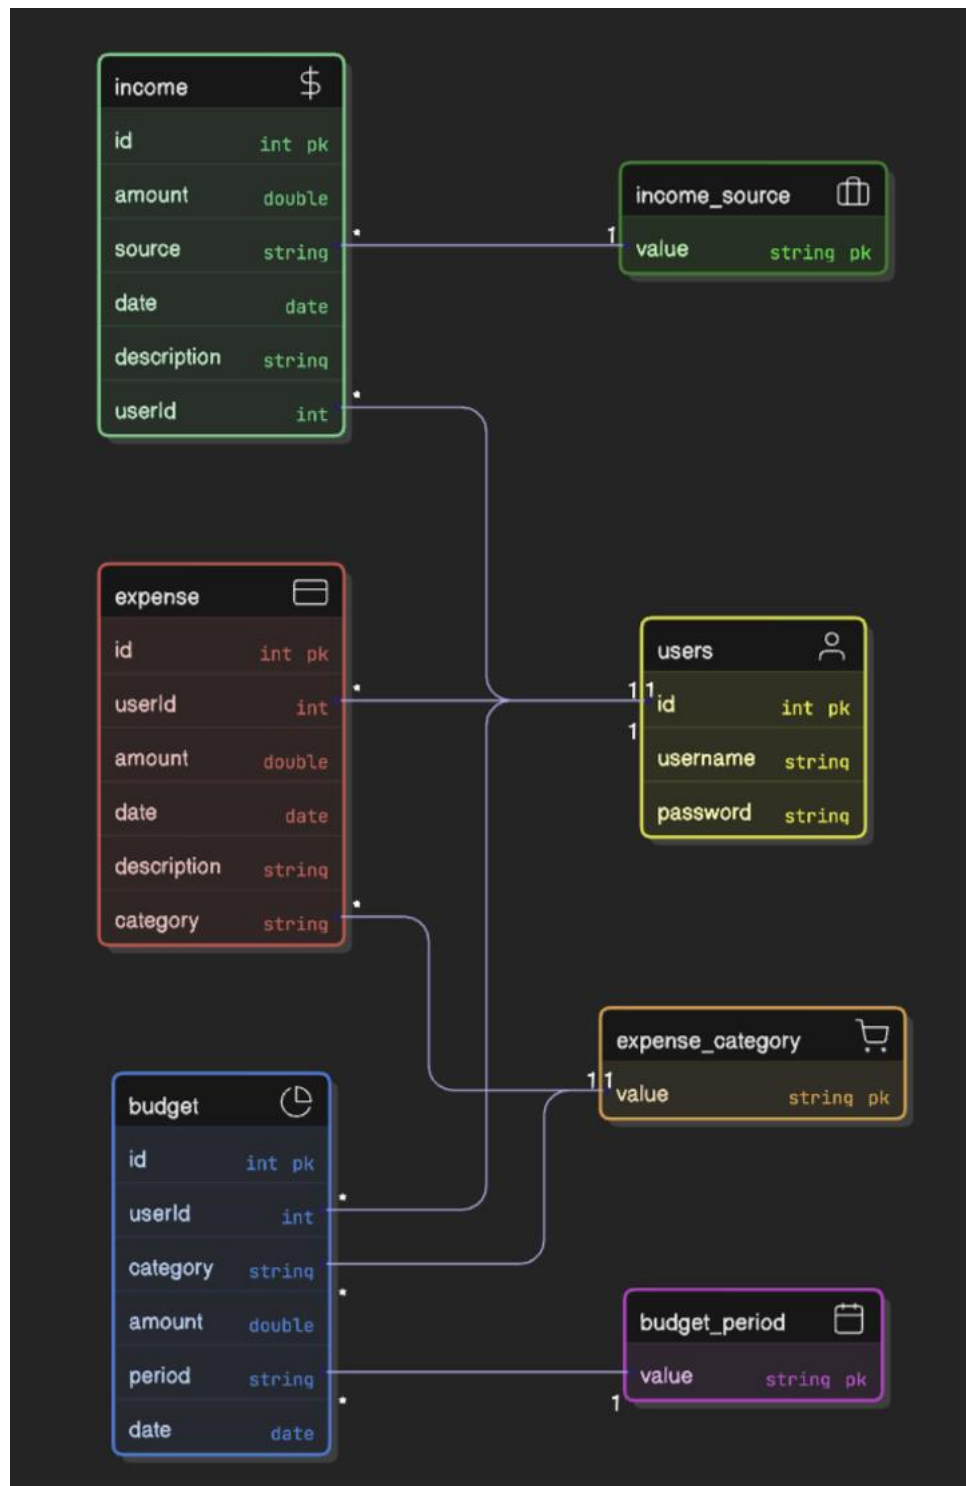 income
id int pk
amount double
source string
date date
description string
userId int
* 1
*
income_source
value string pk
expense
id int pk
userId int
amount double
date date
description string
category string
*
*
users
id int pk
username string
password string
1 1
1
expense_category
value string pk
1 1
budget
id int pk
userId int
category string
amount double
period string
date date
*
*
*
budget_period
value string pk
1